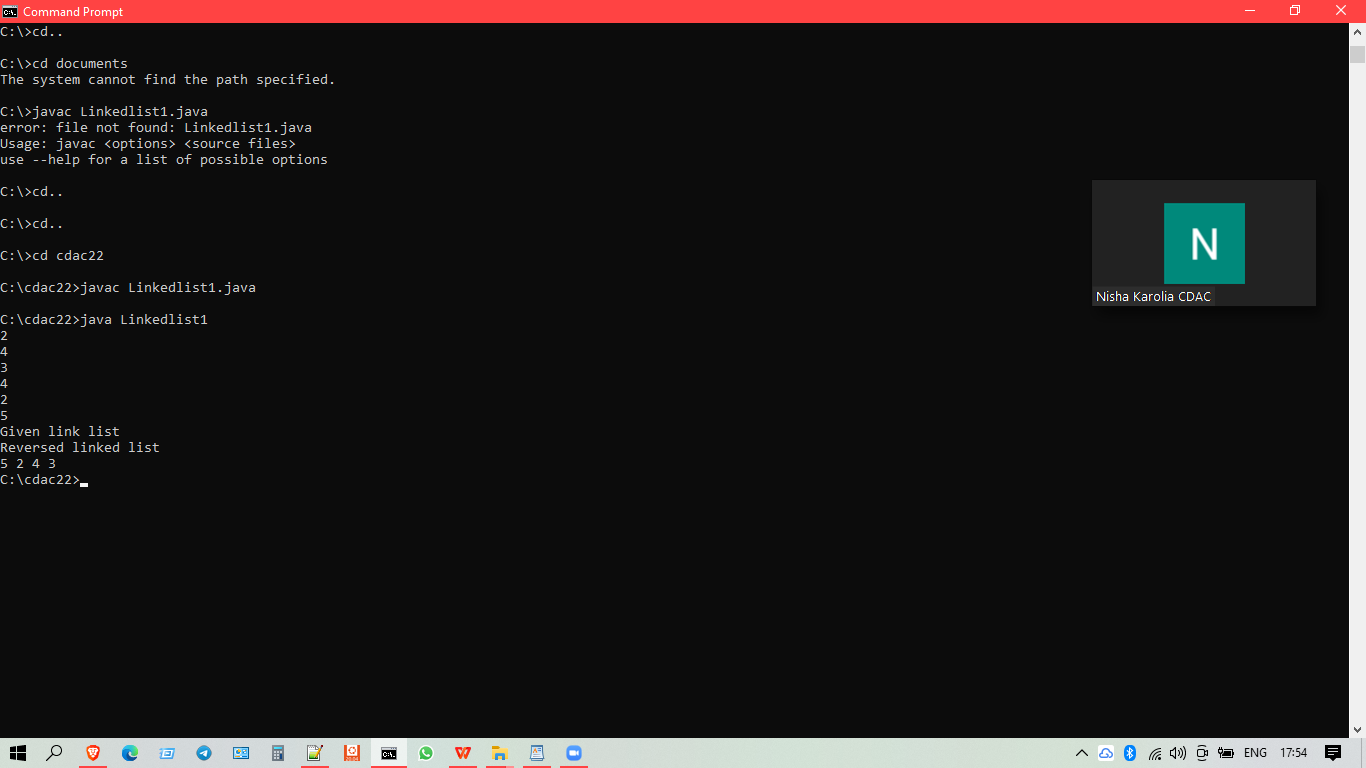 Command Prompt
C:\>cd..
C:\>cd documents
The system cannot find the path specified.
C:\>javac Linkedlist1.java
error: file not found: Linkedlist1.java
Usage: javac <options> <source files>
use --help for a list of possible options
C:\>cd..
C:\>cd..
C:\>cd cdac22
C:\cdac22>javac Linkedlist1.java
C:\cdac22>java Linkedlist1
2
4
3
4
2
5
Given link list
Reversed linked list
5 2 4 3
C:\cdac22>
N
Nisha Karolia CDAC
ENG
17:54